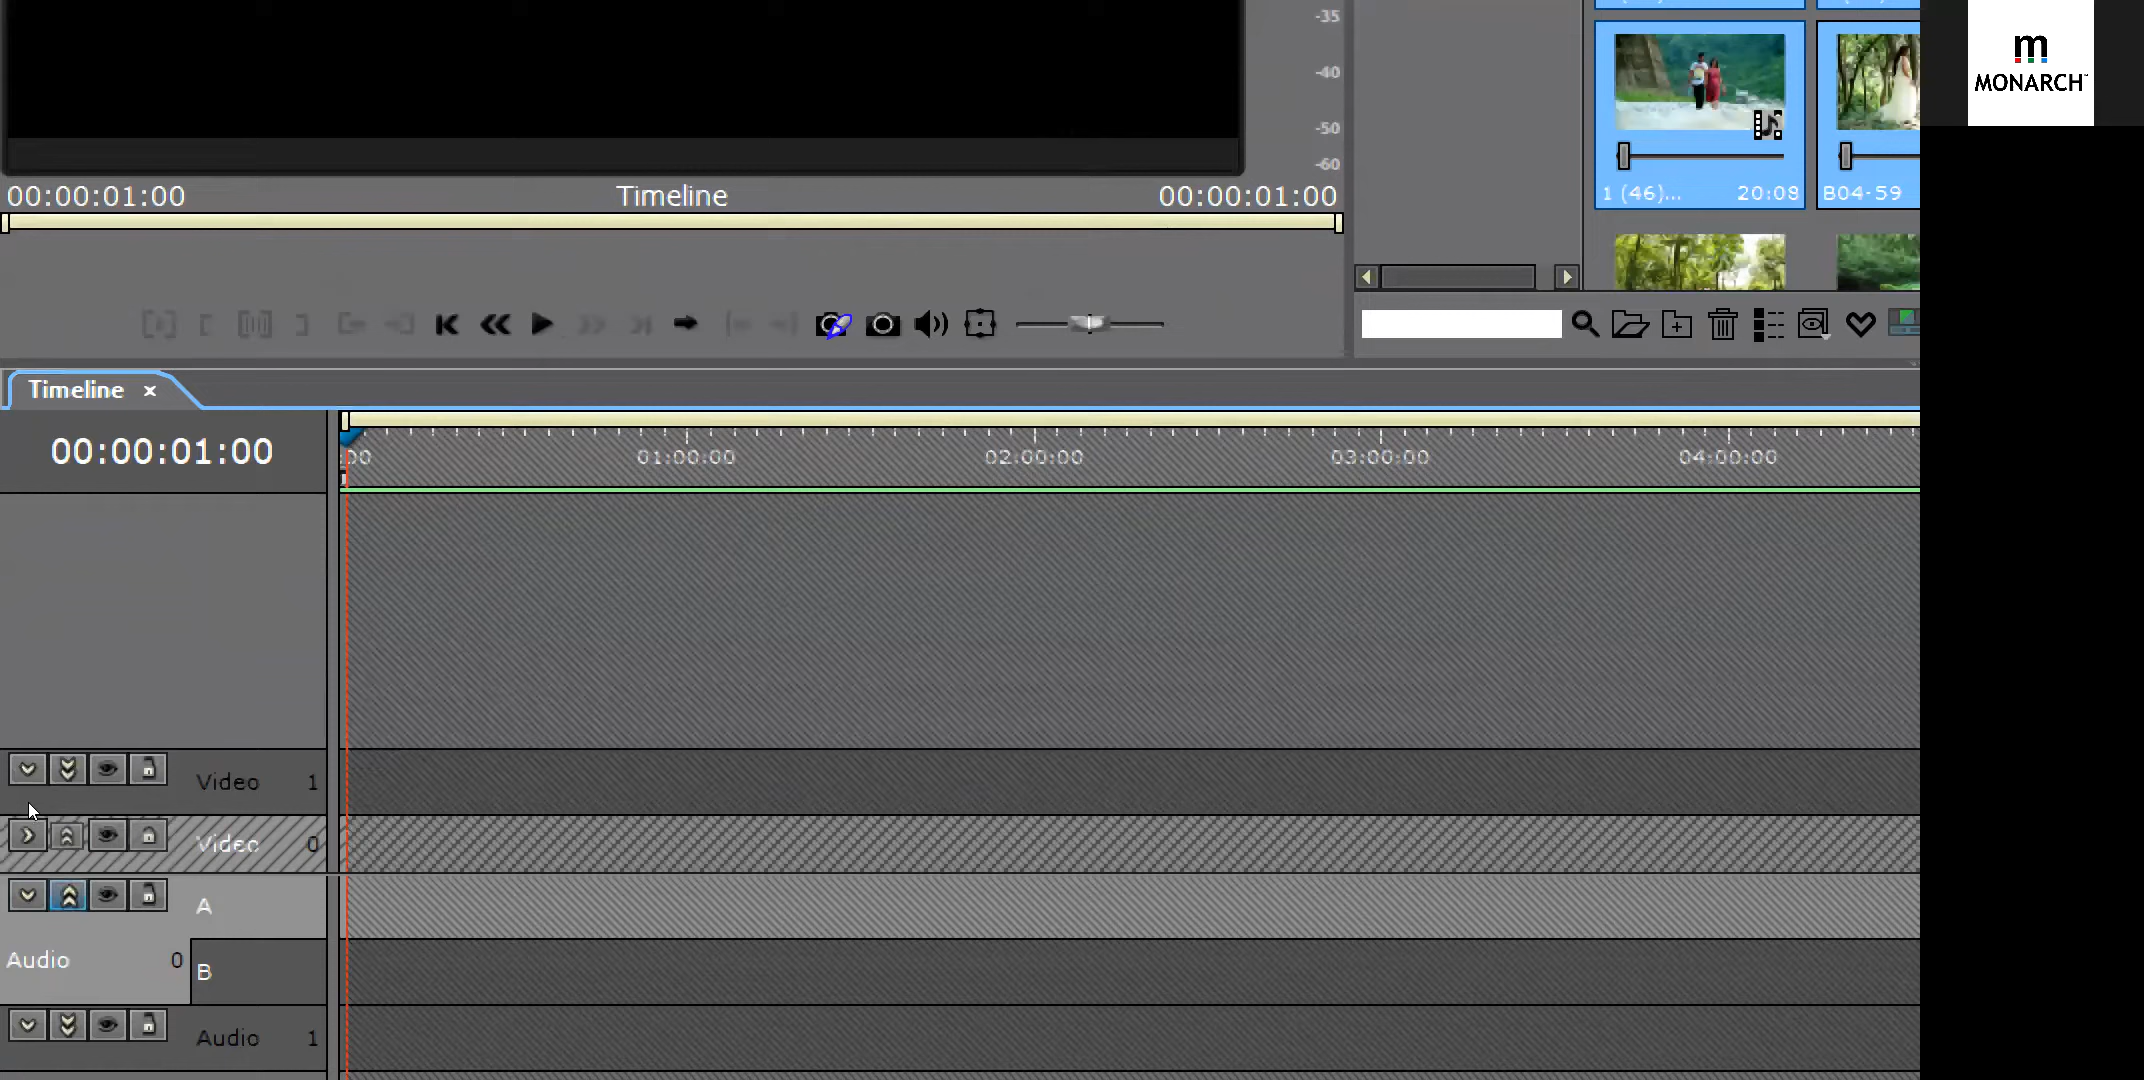 -35
-40
-50
-60
m
MONARCH™
1 (46)... 20:08
B04-59
00:00:01:00 Timeline 00:00:01:00
Timeline
00:00:01:00
:00 01:00:00 02:00:00 03:00:00 04:00:00
Video 1
Video 0
A
Audio 0
B
Audio 1